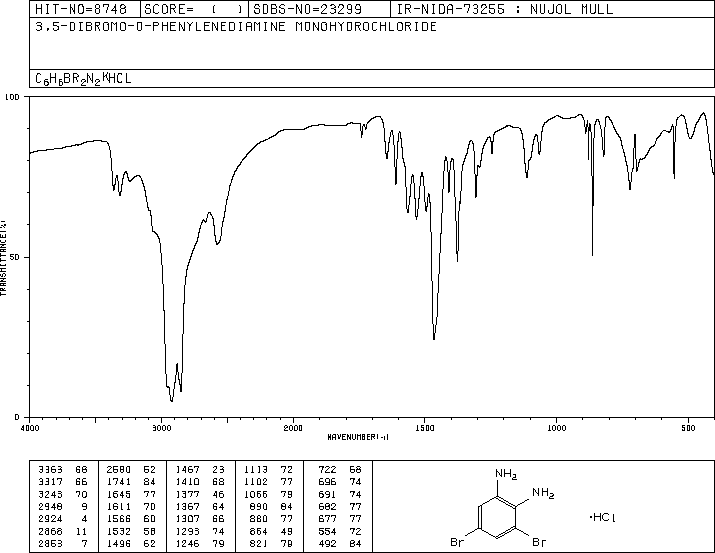 HIT-NO=8748 SCORE= ( ) SDBS-NO=23299 IR-NIDA-73255 : NUJOL MULL
3,5-DIBROMO-O-PHENYLENEDIAMINE MONOHYDROCHLORIDE
C6H6BR2N2*HCL
100
50
0
TRANSMITTANCE(%)
4000 3000 2000 1500 1000 500
WAVENUMBER(-1)
3363 68 2580 52 1467 23 1113 72 722 68
3317 66 1741 84 1410 68 1102 77 696 74
3243 70 1645 77 1377 46 1066 79 691 74
2948 9 1611 70 1367 64 890 84 682 77
2924 4 1566 60 1307 66 880 77 677 77
2866 11 1532 58 1293 74 864 49 554 72
2853 7 1496 62 1246 79 821 79 492 84
NH2
NH2
·HCl
Br Br